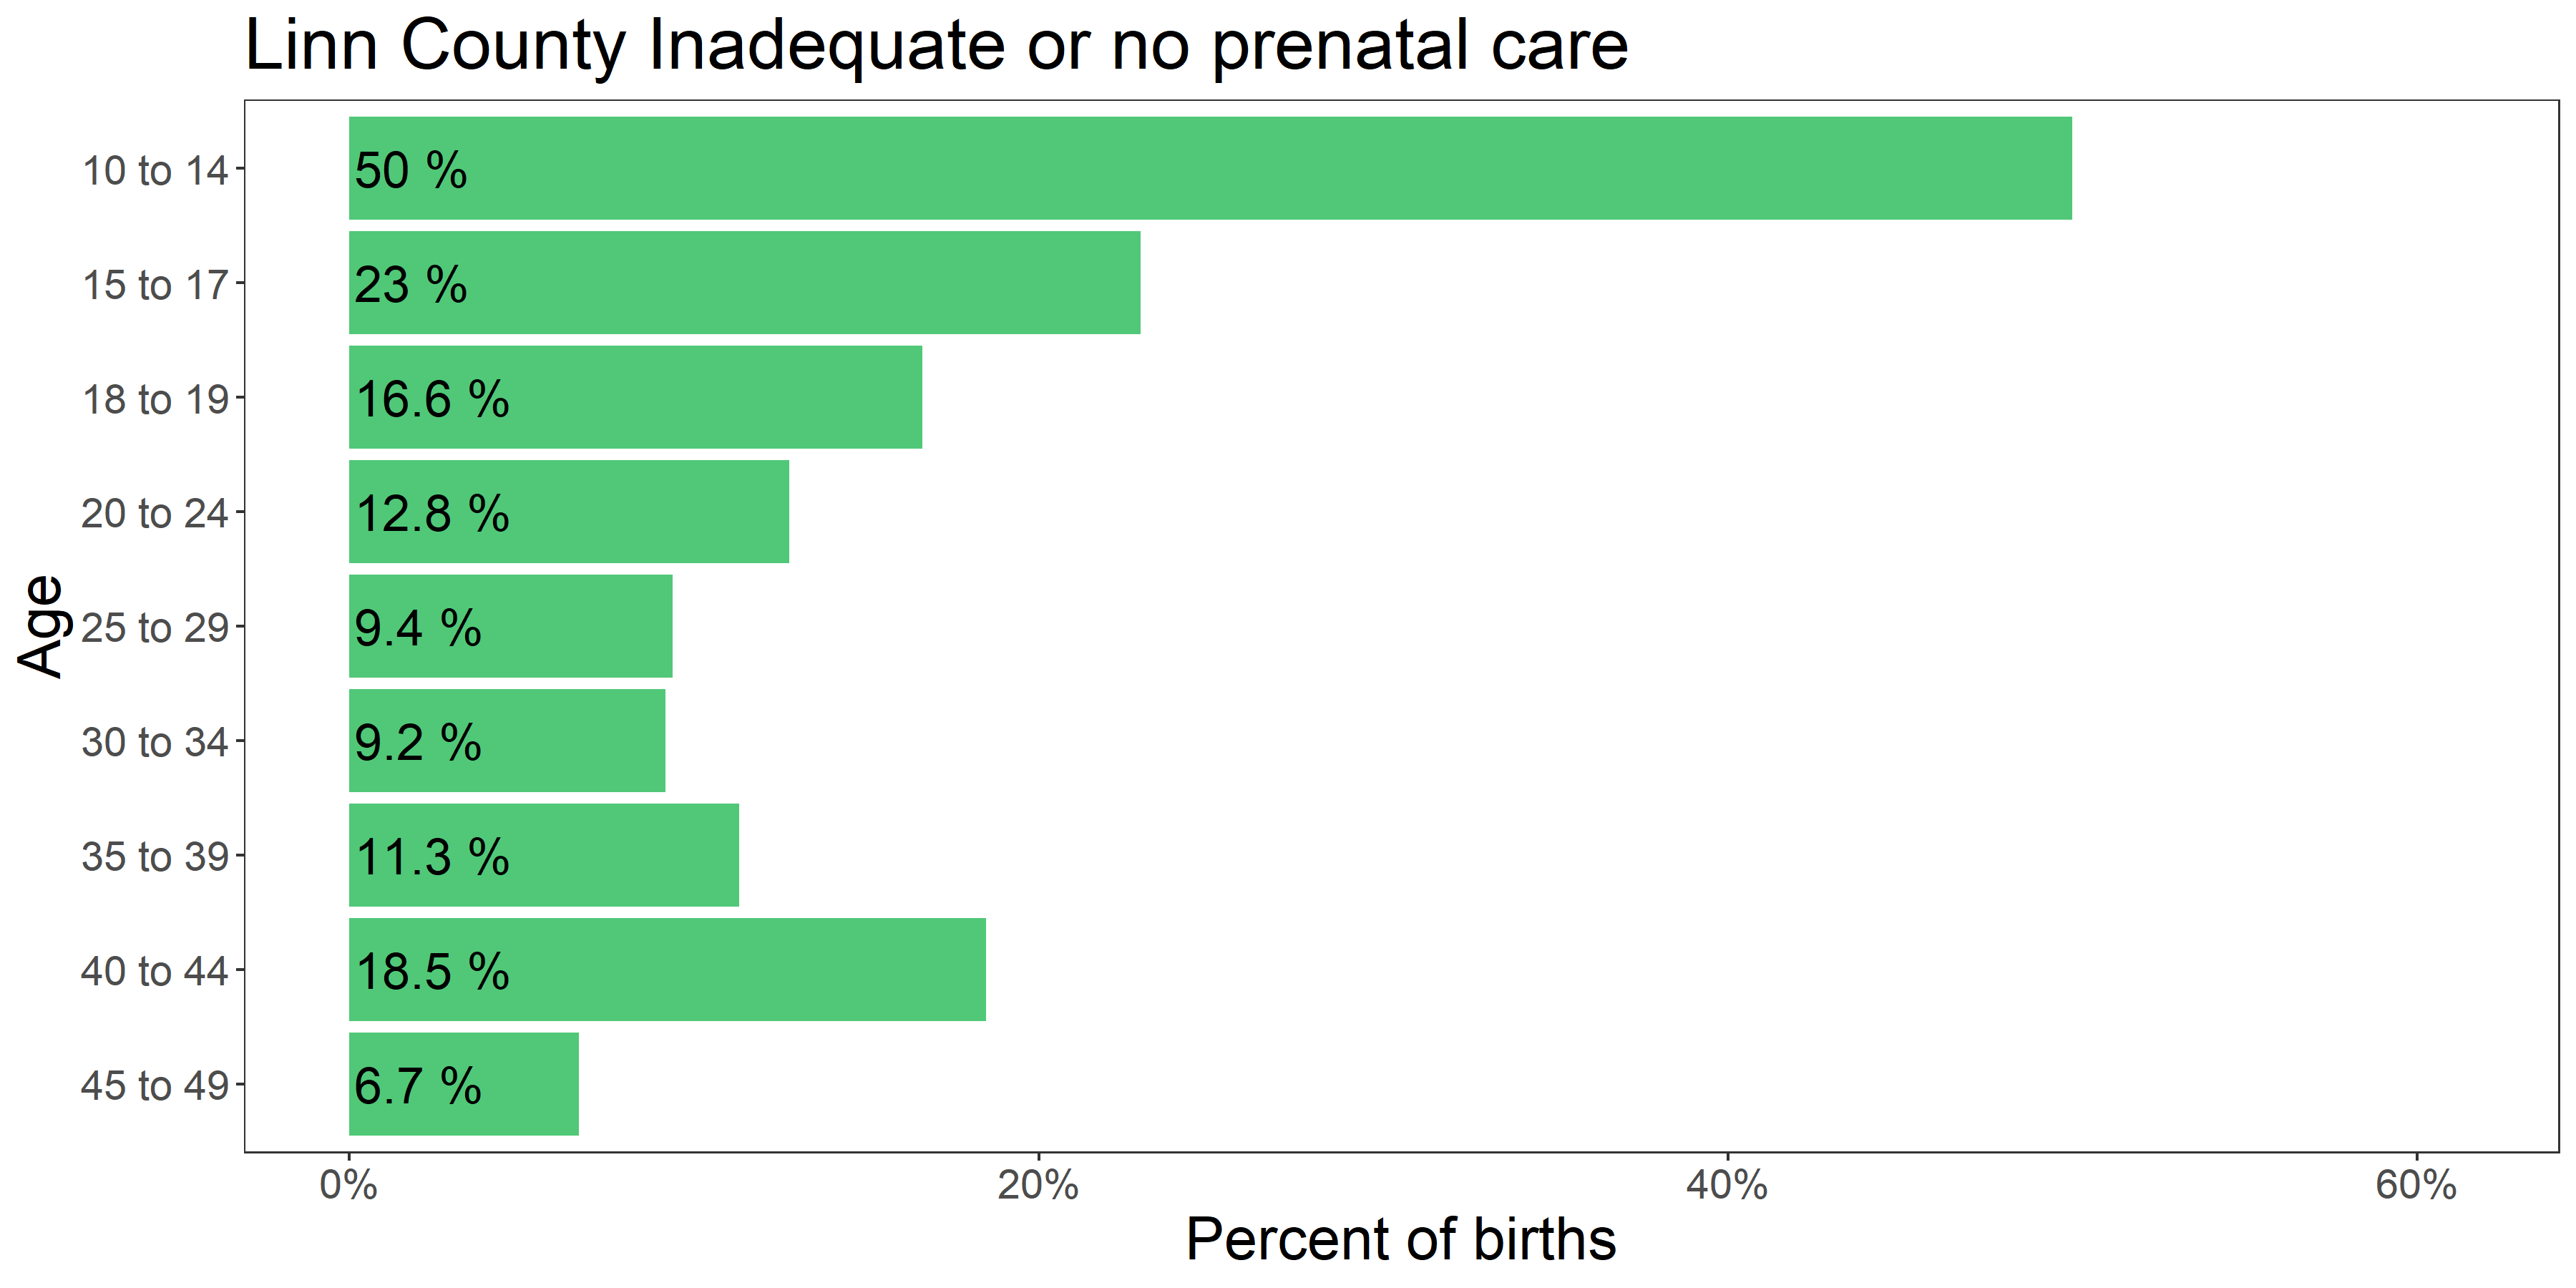 Linn County Inadequate or no prenatal care
Age
10 to 14
50 %
15 to 17
23 %
18 to 19
16.6 %
20 to 24
12.8 %
25 to 29
9.4 %
30 to 34
9.2 %
35 to 39
11.3 %
40 to 44
18.5 %
45 to 49
6.7 %
0% 20% 40% 60%
Percent of births